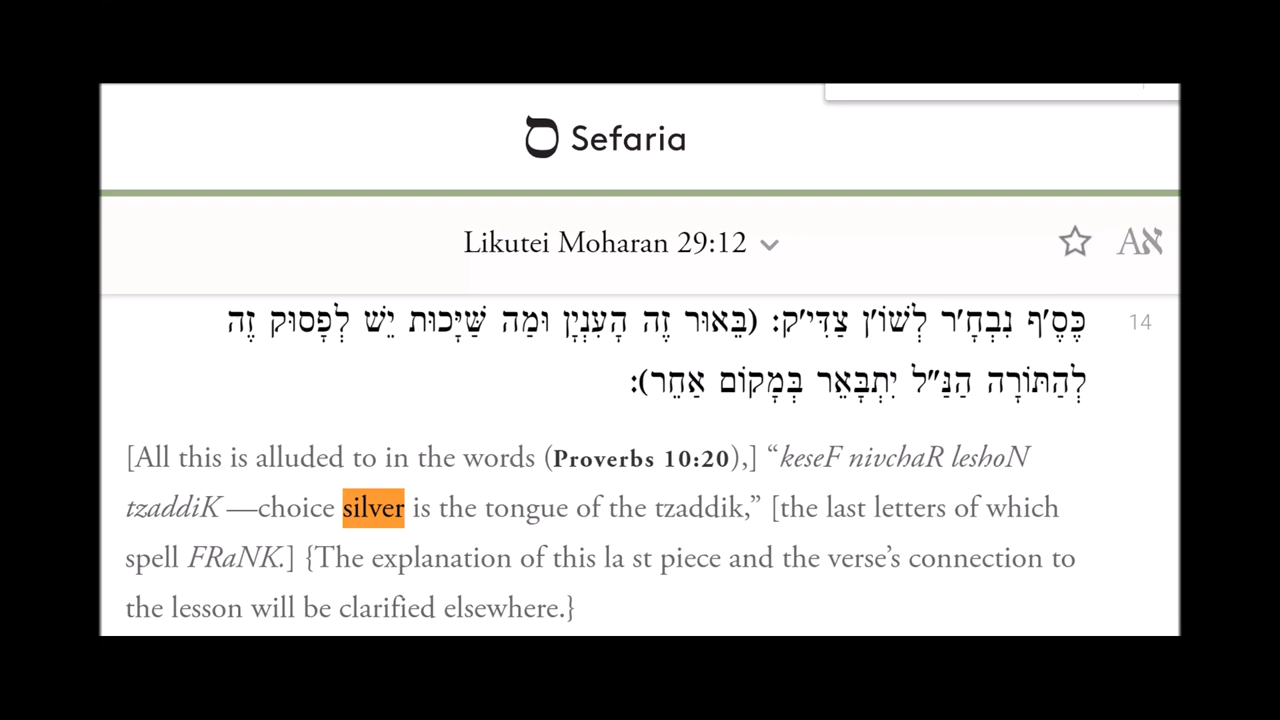 Sefaria
Likutei Moharan 29:12
כֶּסֶ'ף נִבְחָ'ר לְשׁוֹ'ן צַדִּי'ק: (בֵּאוּר זֶה הָעִנְיָן וּמַה שַּׁיָּכוּת יֵשׁ לְפָסוּק זֶה
14
לְהַתּוֹרָה הַנַּ"ל יִתְבָּאֵר בְּמָקוֹם אַחֵר):
[All this is alluded to in the words (Proverbs 10:20),] “keseF nivchaR leshoN
tzaddiK —choice silver is the tongue of the tzaddik,” [the last letters of which
spell FRaNK.] {The explanation of this la st piece and the verse’s connection to
the lesson will be clarified elsewhere.}